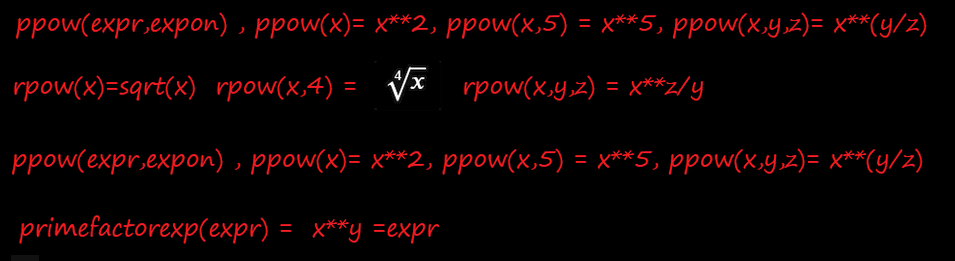 ppow(expr,expon) , ppow(x)= x**2, ppow(x,5) = x**5, ppow(x,y,z)= x**(y/z)
rpow(x)=sqrt(x) rpow(x,4) = ∜x rpow(x,y,z) = x**z/y
ppow(expr,expon) , ppow(x)= x**2, ppow(x,5) = x**5, ppow(x,y,z)= x**(y/z)
primefactorexp(expr) = x**y =expr